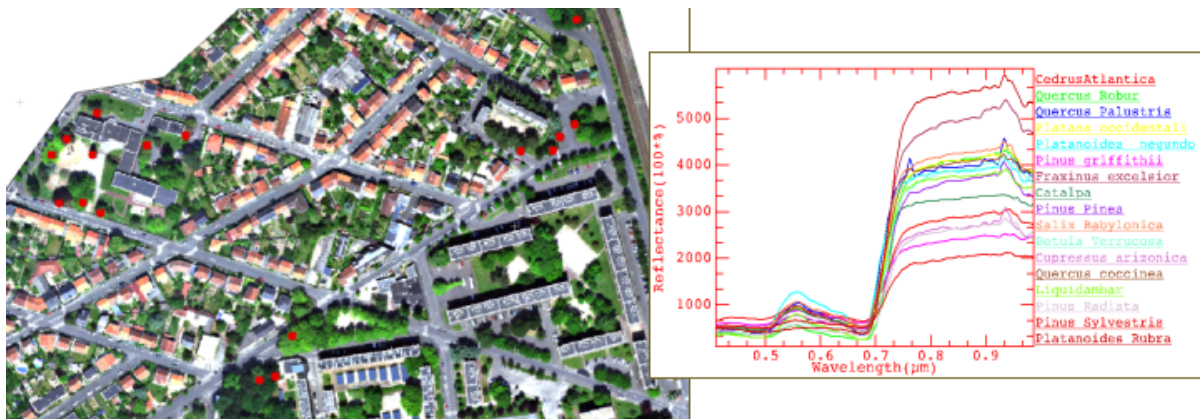 CedrusAtlantica
Quercus Robur
Quercus Palustris
Platane occidentali
Platanoides negundo
Pinus griffithii
Fraxinus excelsior
Catalpa
Pinus Pinea
Salix Babylonica
Betula Verrucosa
Cupressus arizonica
Quercus coccinea
Liquidambar
Pinus Radiata
Pinus Sylvestris
Platanoides Rubra
Reflectance(100*%)
5000
4000
3000
2000
1000
0.5 0.6 0.7 0.8 0.9
Wavelength(µm)